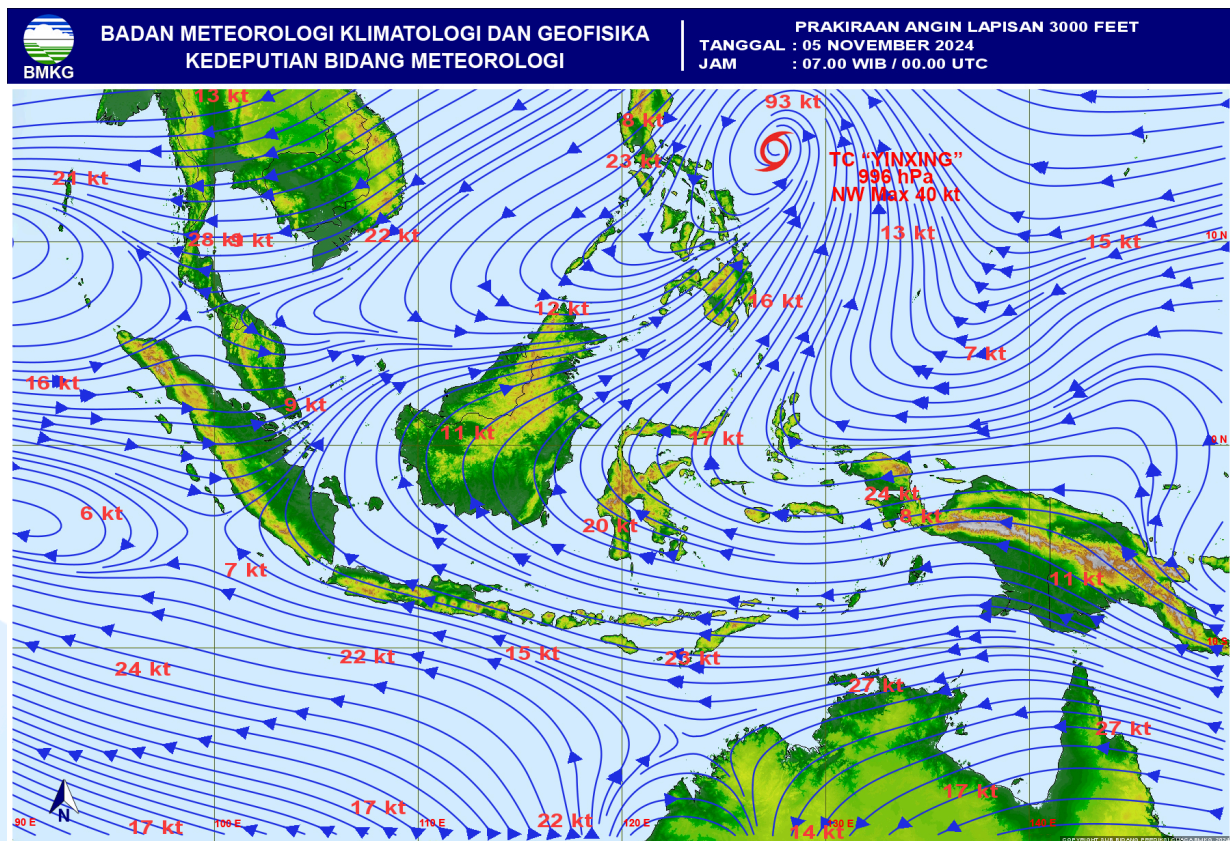 BADAN METEOROLOGI KLIMATOLOGI DAN GEOFISIKA
KEDEPUTIAN BIDANG METEOROLOGI
BMKG
PRAKIRAAN ANGIN LAPISAN 3000 FEET
TANGGAL : 05 NOVEMBER 2024
JAM : 07.00 WIB / 00.00 UTC
13 kt
93 kt
8 kt
23 kt
TC “YINXING”
996 hPa
NW Max 40 kt
21 kt
28 kt
22 kt
13 kt
15 kt
10 N
12 kt
16 kt
7 kt
16 kt
9 kt
11 kt
17 kt
0 N
24 kt
8 kt
6 kt
20 kt
7 kt
11 kt
10 S
24 kt
22 kt
15 kt
23 kt
27 kt
27 kt
17 kt
17 kt
22 kt
17 kt
14 kt
N
90 E
100 E
110 E
120 E
130 E
140 E